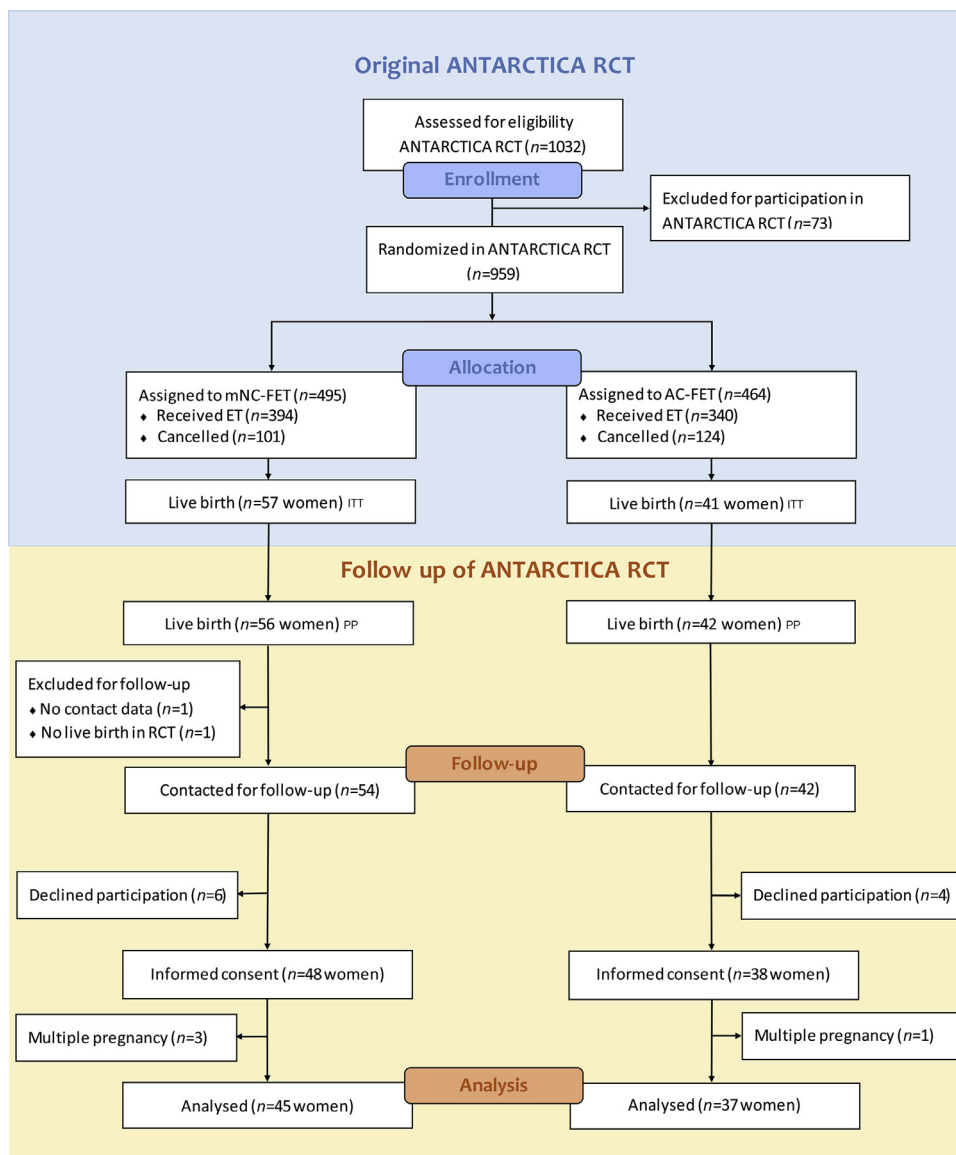 Original ANTARCTICA RCT
Assessed for eligibility
ANTARCTICA RCT (n=1032)
Enrollment
Excluded for participation in
ANTARCTICA RCT (n=73)
Randomized in ANTARCTICA RCT
(n=959)
Allocation
Assigned to mNC-FET (n=495)
♦ Received ET (n=394)
♦ Cancelled (n=101)
Assigned to AC-FET (n=464)
♦ Received ET (n=340)
♦ Cancelled (n=124)
Live birth (n=57 women) ITT
Live birth (n=41 women) ITT
Follow up of ANTARCTICA RCT
Live birth (n=56 women) PP
Live birth (n=42 women) PP
Excluded for follow-up
♦ No contact data (n=1)
♦ No live birth in RCT (n=1)
Follow-up
Contacted for follow-up (n=54)
Contacted for follow-up (n=42)
Declined participation (n=6)
Declined participation (n=4)
Informed consent (n=48 women)
Informed consent (n=38 women)
Multiple pregnancy (n=3)
Multiple pregnancy (n=1)
Analysis
Analysed (n=45 women)
Analysed (n=37 women)